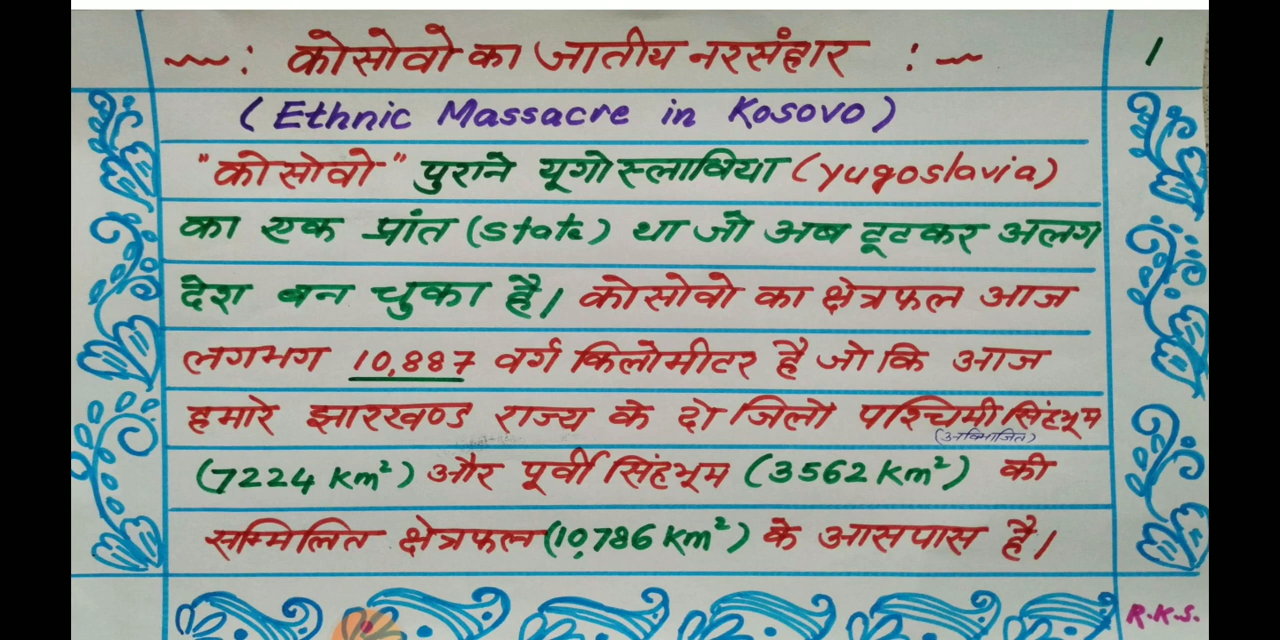 ~~ : कोसोवो का जातीय नरसंहार : ~~ 1
(Ethnic Massacre in Kosovo)
"कोसोवो" पुराने यूगोस्लाविया (yugoslavia)
का एक प्रांत (state) था जो अब टूटकर अलग
देश बन चुका है। कोसोवो का क्षेत्रफल आज
लगभग 10,887 वर्ग किलोमीटर है जो कि आज
हमारे झारखण्ड राज्य के दो जिलों पश्चिमी सिंहभूम
(अविभाजित)
(7224 Km²) और पूर्वी सिंहभूम (3562 Km²) की
सम्मिलित क्षेत्रफल (10,786 Km²) के आसपास है।
R.K.S.